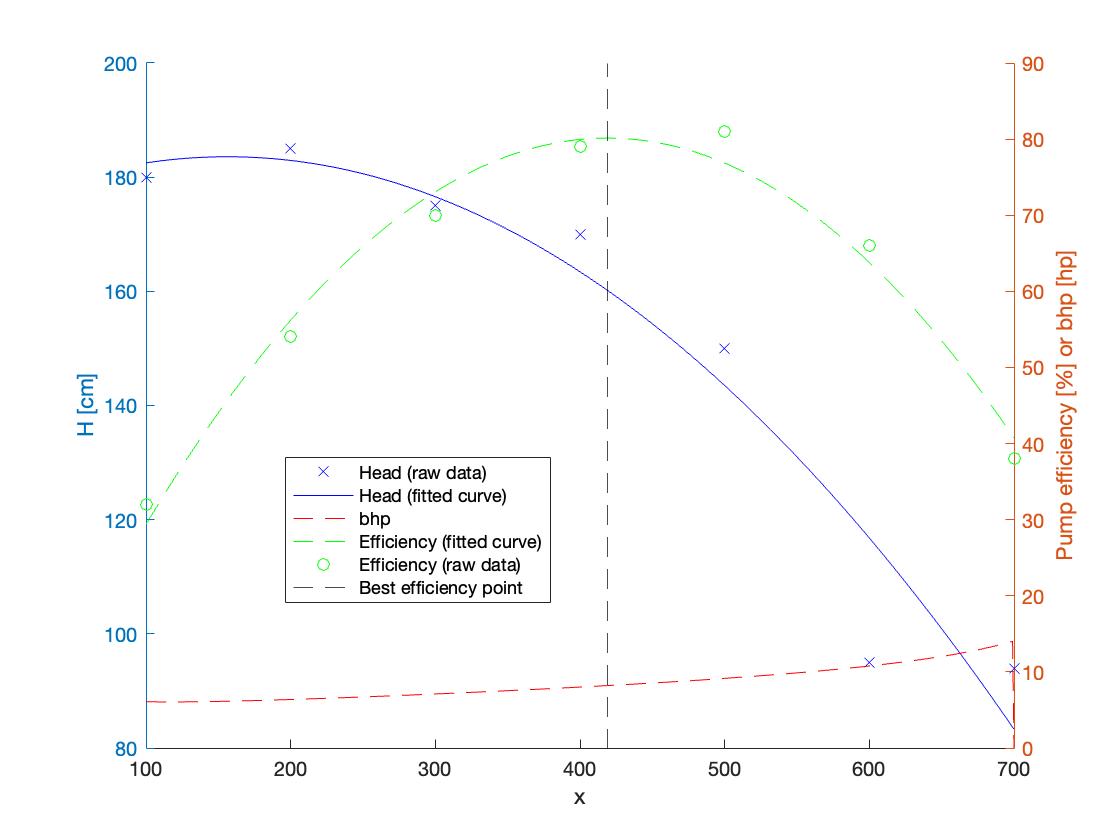 200
180
160
140
120
100
80
H [cm]
90
80
70
60
50
40
30
20
10
0
Pump efficiency [%] or bhp [hp]
Head (raw data)
Head (fitted curve)
bhp
Efficiency (fitted curve)
Efficiency (raw data)
Best efficiency point
100 200 300 400 500 600 700
x